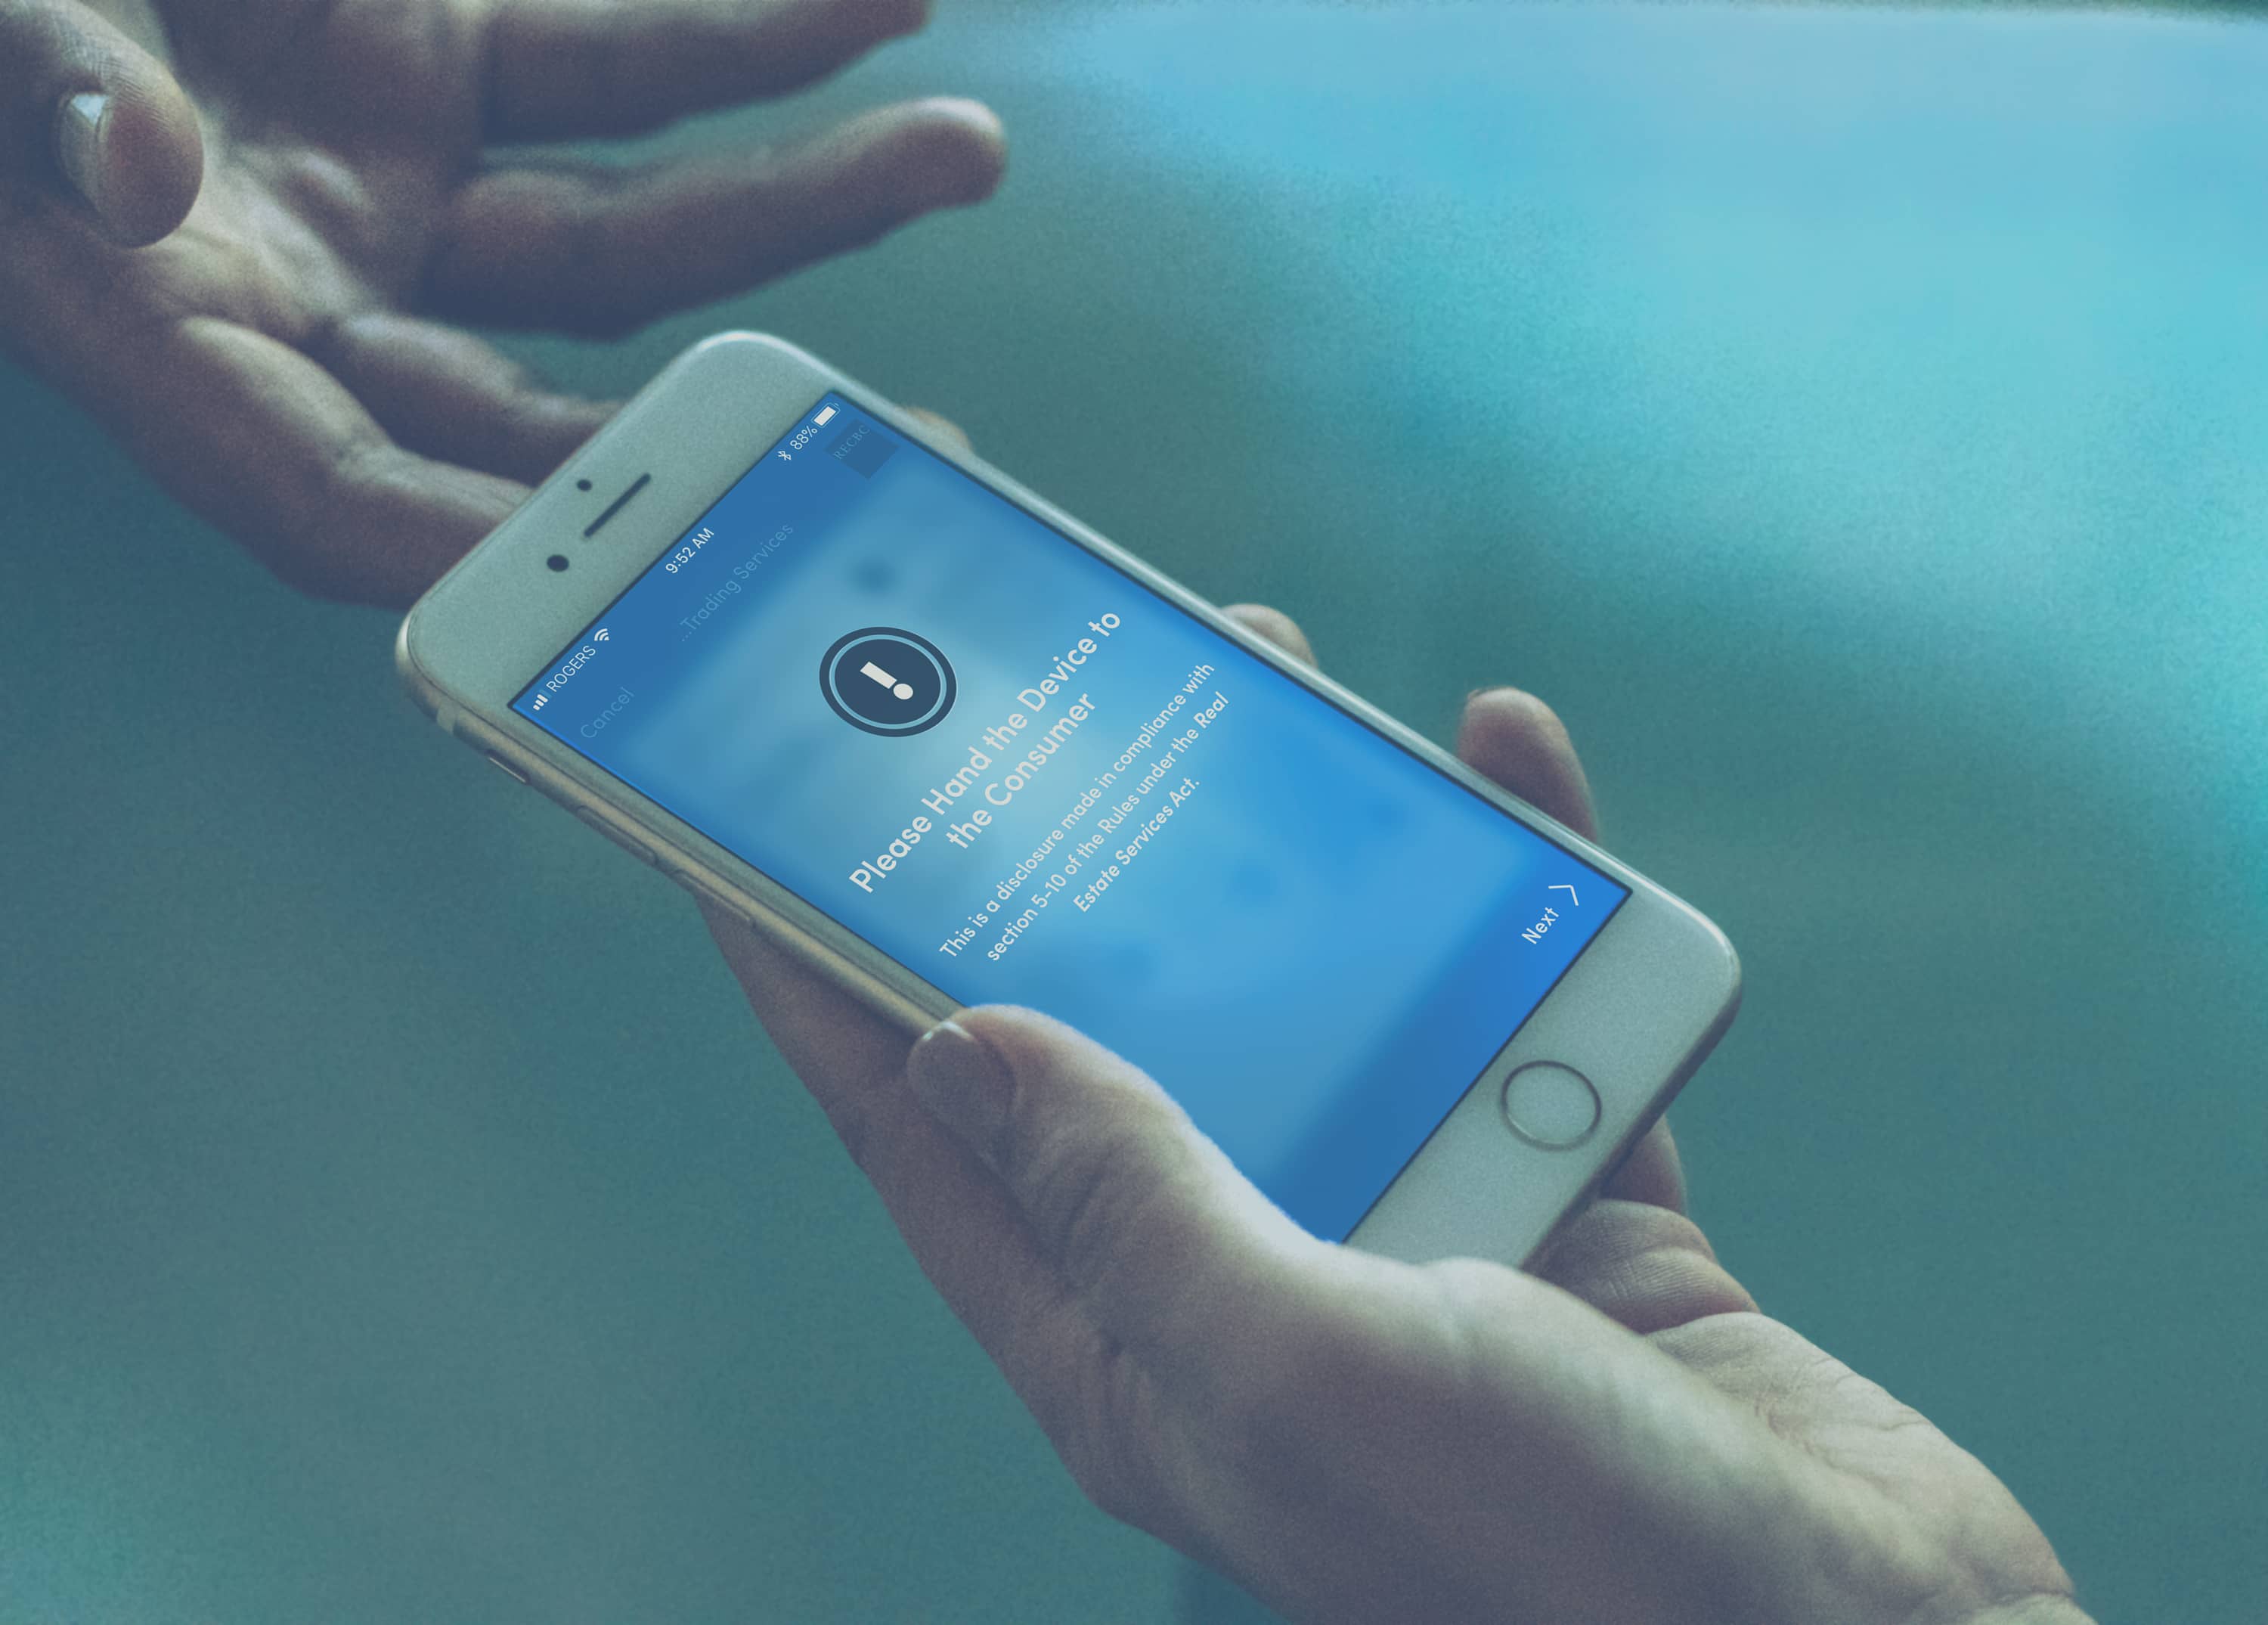 ROGERS 9:52 AM 88%
Cancel ...Trading Services RECBC
Please Hand the Device to
the Consumer
This is a disclosure made in compliance with
section 5-10 of the Rules under the Real
Estate Services Act.
Next